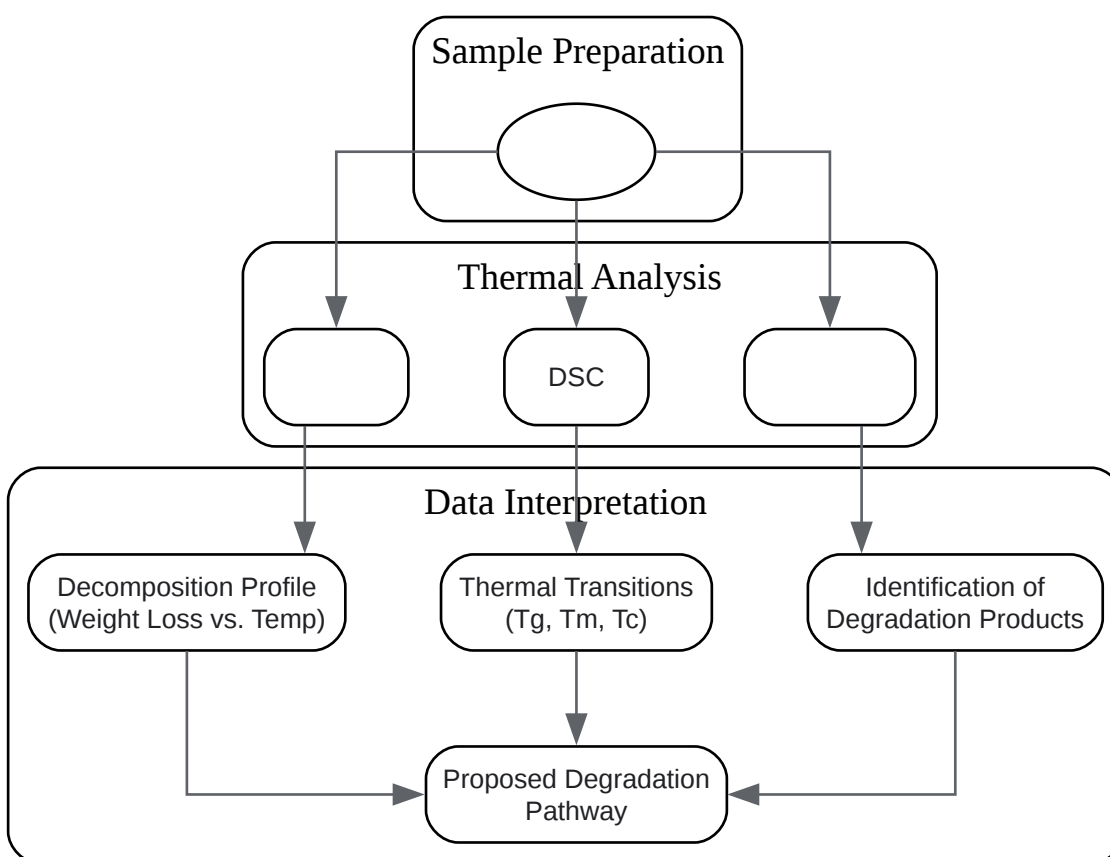 Sample Preparation
Thermal Analysis
DSC
Data Interpretation
Decomposition Profile
(Weight Loss vs. Temp)
Thermal Transitions
(Tg, Tm, Tc)
Identification of
Degradation Products
Proposed Degradation
Pathway